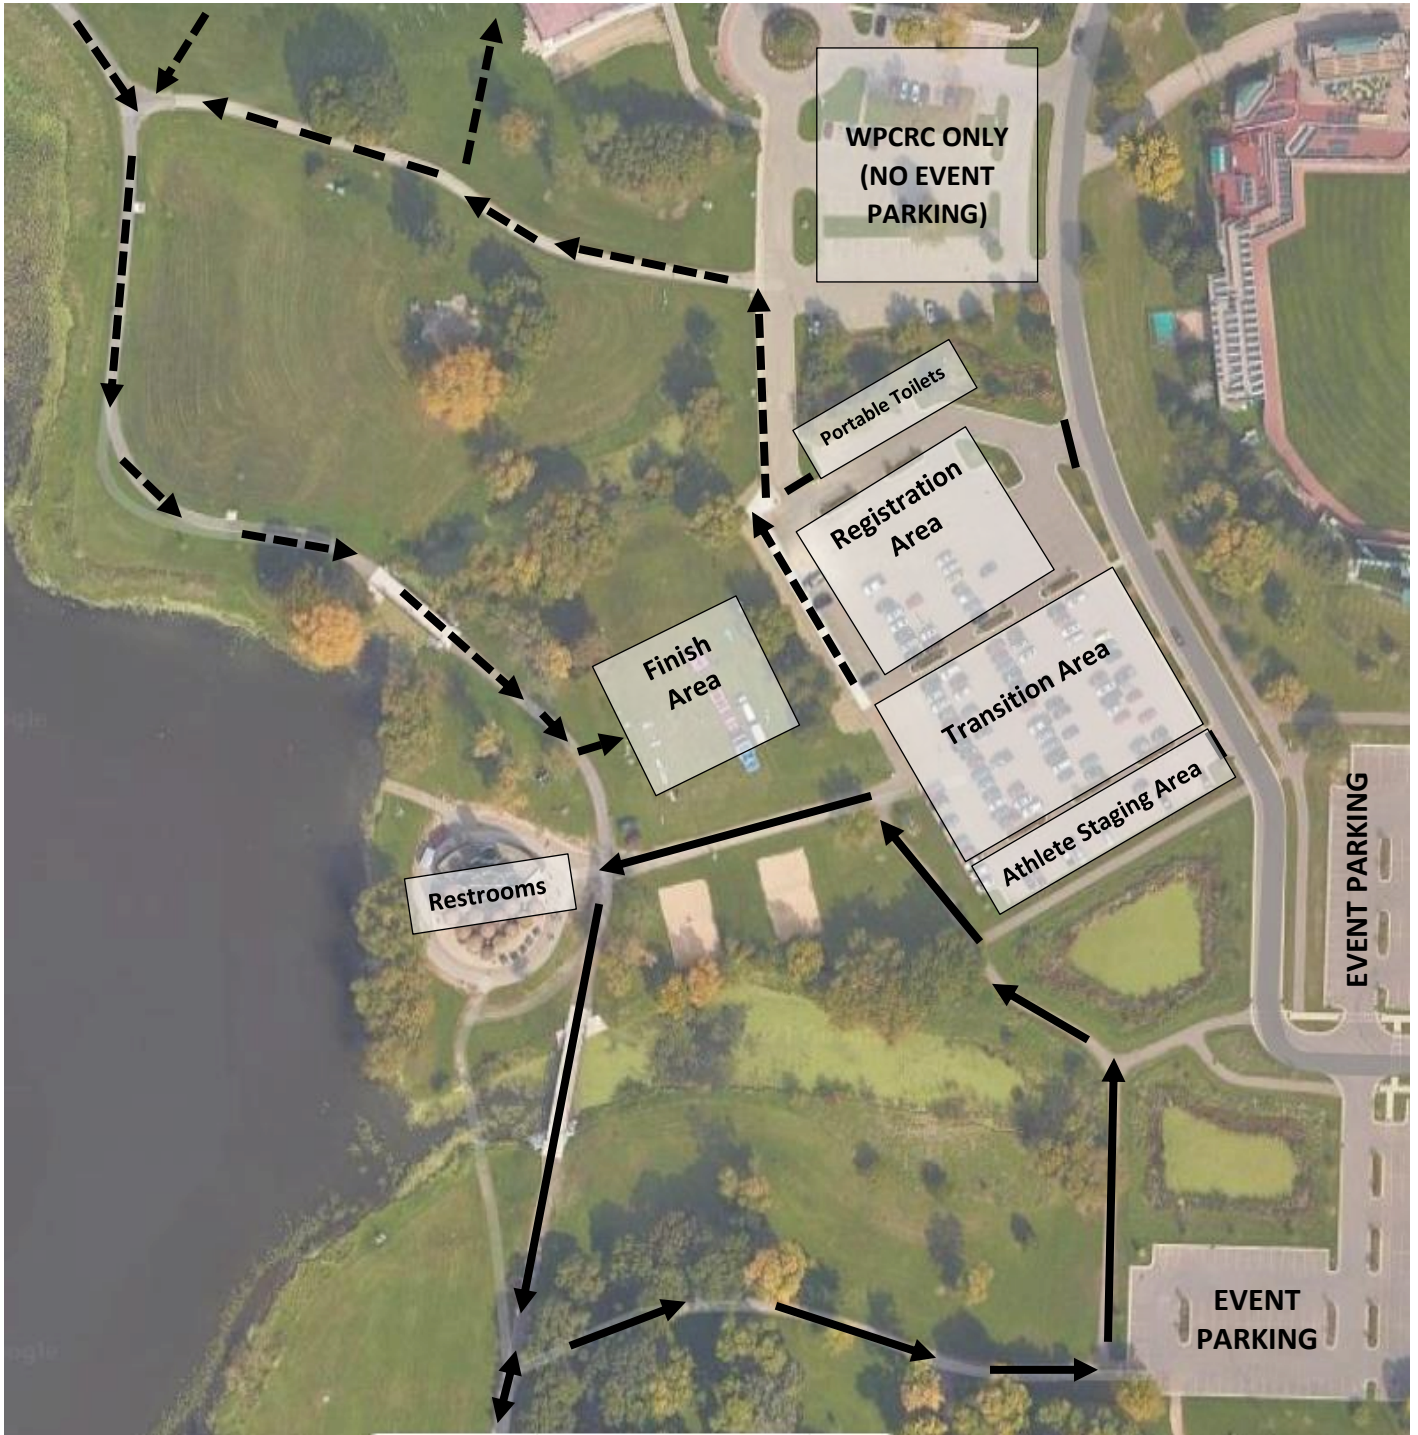 WPCRC ONLY
(NO EVENT
PARKING)
Portable Toilets
Registration
Area
Finish
Area
Transition Area
Athlete Staging Area
Restrooms
EVENT PARKING
EVENT
PARKING
ogle